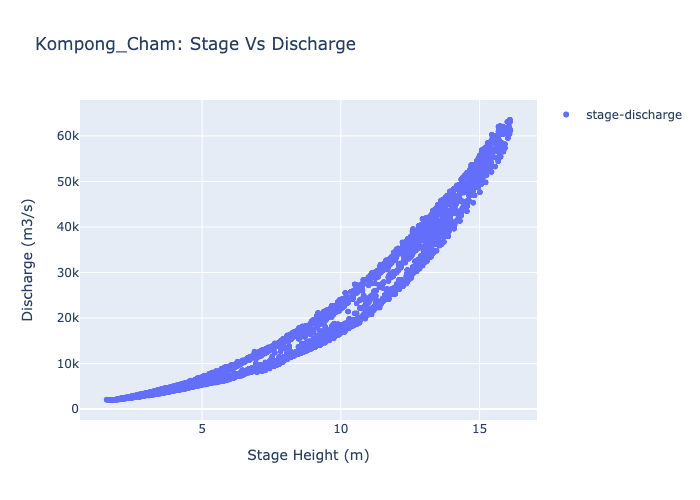 Kompong_Cham: Stage Vs Discharge
stage-discharge
60k
50k
40k
30k
20k
10k
0
Discharge (m3/s)
5
10
15
Stage Height (m)